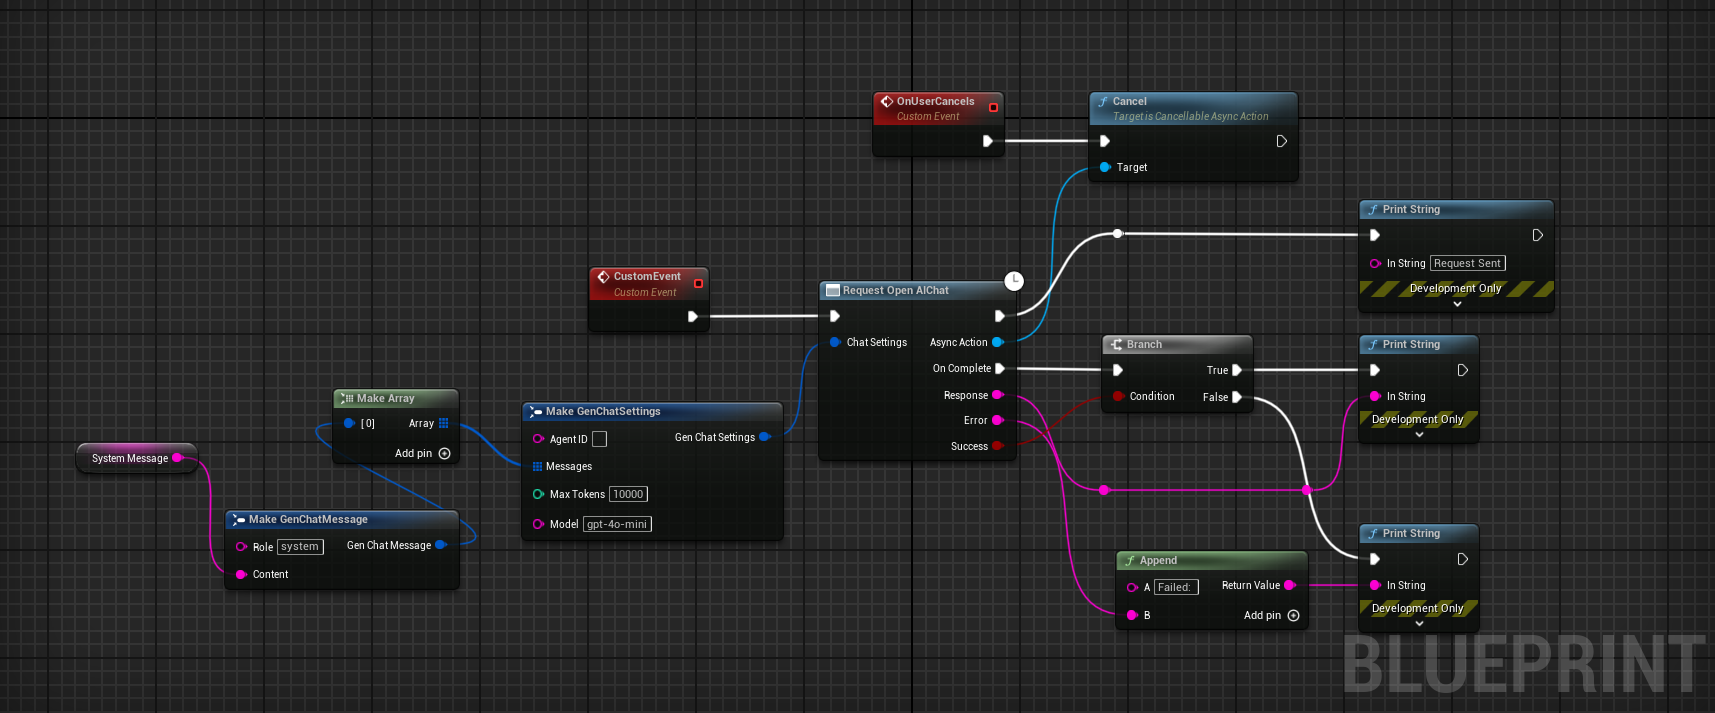 OnUserCancels
Custom Event
Cancel
Target is Cancellable Async Action
Target
Print String
In String Request Sent
Development Only
CustomEvent
Custom Event
Request Open AIChat
Chat Settings Async Action
On Complete
Response
Error
Success
Branch
True
Condition False
Print String
In String
Development Only
Make Array
[0] Array
Add pin
Make GenChatSettings
Agent ID Gen Chat Settings
Messages
Max Tokens 10000
Model gpt-4o-mini
System Message
Make GenChatMessage
Role system Gen Chat Message
Content
Append
A Failed: Return Value
B Add pin
Print String
In String
Development Only
BLUEPRINT